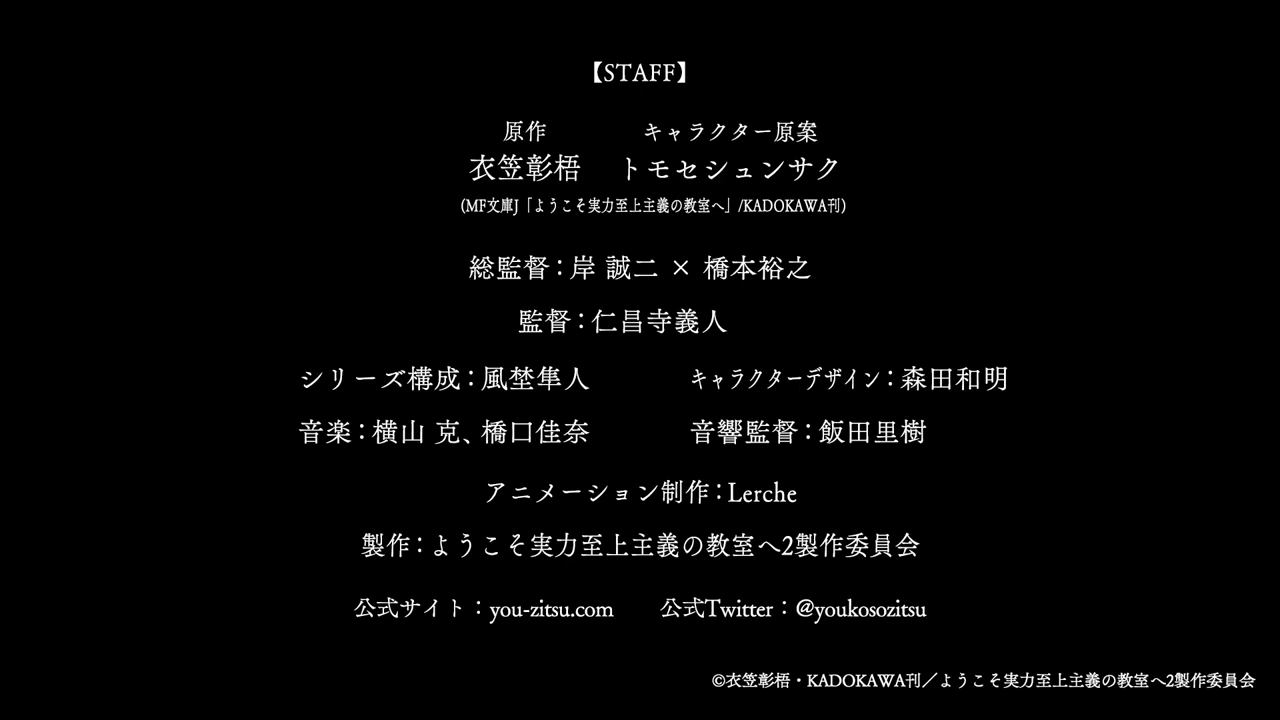 【STAFF】
原作 キャラクター原案
衣笠彰梧 トモセシュンサク
(MF文庫J「ようこそ実力至上主義の教室へ」/KADOKAWA刊)
総監督：岸 誠二 × 橋本裕之
監督：仁昌寺義人
シリーズ構成：風埜隼人 キャラクターデザイン：森田和明
音楽：横山 克、橋口佳奈 音響監督：飯田里樹
アニメーション制作：Lerche
製作：ようこそ実力至上主義の教室へ2製作委員会
公式サイト：you-zitsu.com 公式Twitter：@youkosozitsu
©衣笠彰梧・KADOKAWA刊／ようこそ実力至上主義の教室へ2製作委員会